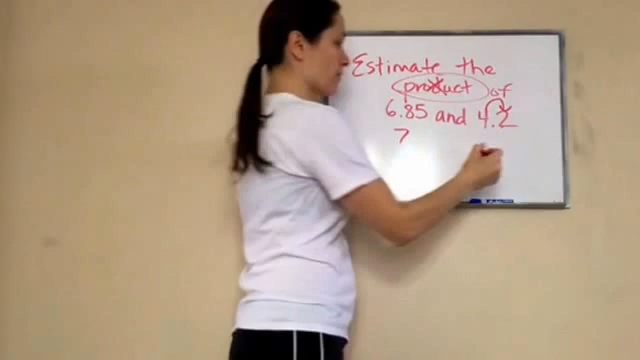 Estimate the
product of
6.85 and 4.2
7